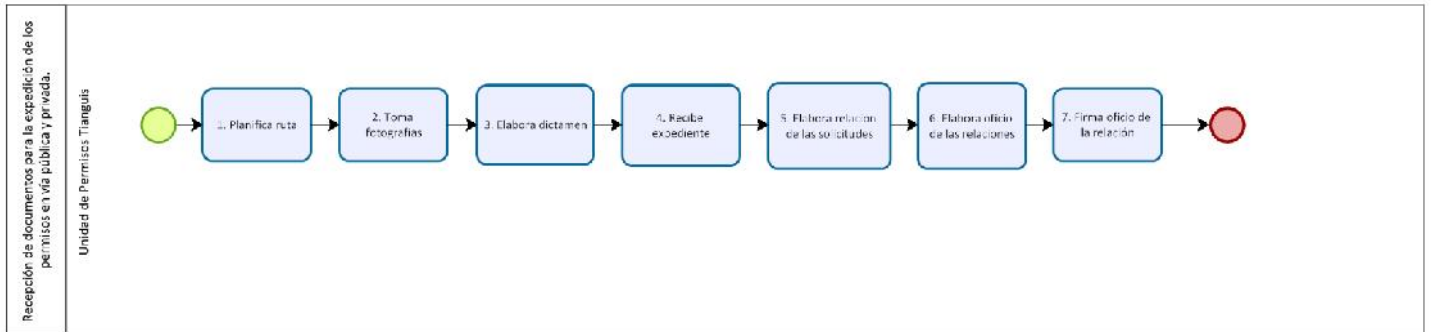 Recepción de documentos para la expedición de los
permisos en vía pública y privada.
Unidad de Permisos Tianguis
1. Planifica ruta
2. Toma
fotografías
3. Elabora dictamen
4. Recibe
expediente
5. Elabora relación
de las solicitudes
6. Elabora oficio
de las relaciones
7. Firma oficio de
la relación